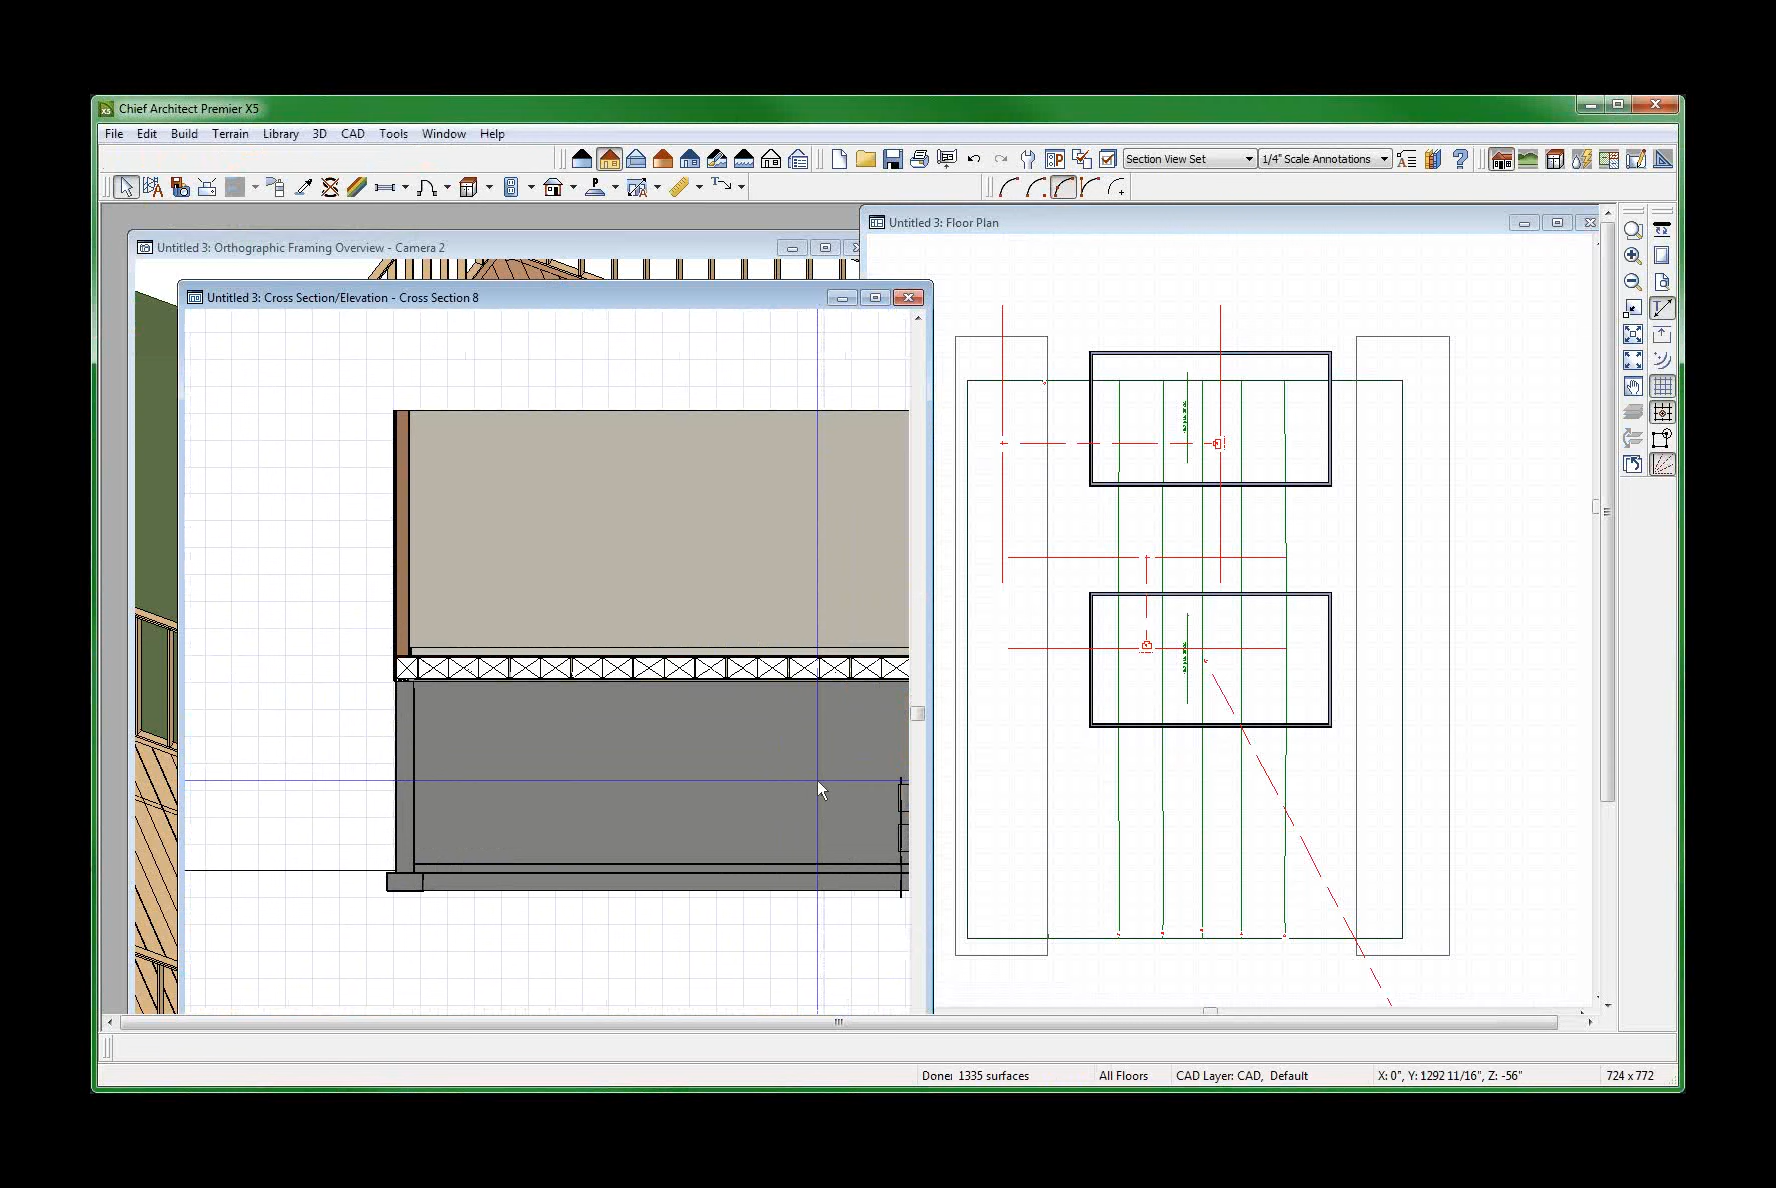 Chief Architect Premier X5
File Edit Build Terrain Library 3D CAD Tools Window Help
Section View Set 1/4" Scale Annotations
Untitled 3: Floor Plan
Untitled 3: Orthographic Framing Overview - Camera 2
Untitled 3: Cross Section/Elevation - Cross Section 8
Done: 1335 surfaces All Floors CAD Layer: CAD, Default X: 0", Y: 1292 11/16", Z: -56" 724 x 772